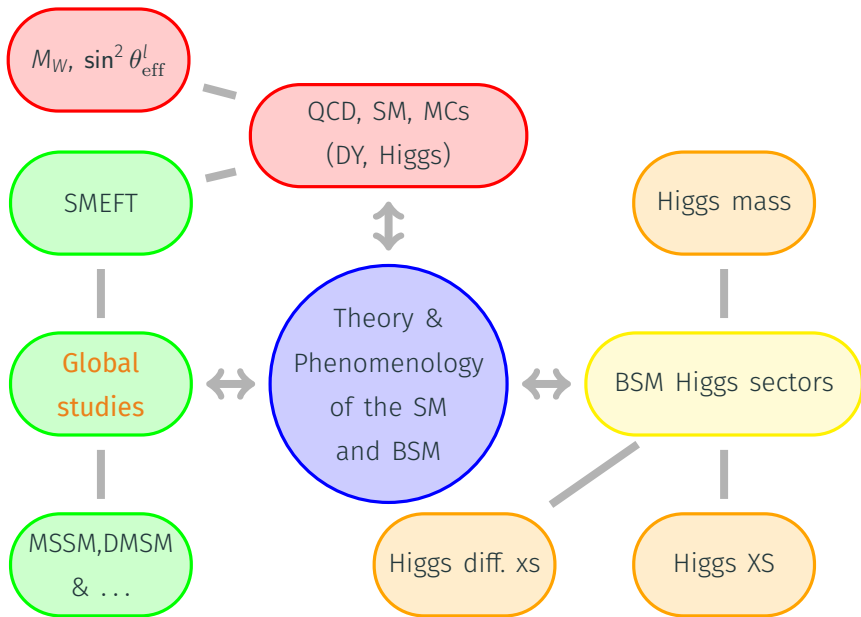 M_W, sin² θ^l_eff
QCD, SM, MCs
(DY, Higgs)
SMEFT
Higgs mass
Theory &
Phenomenology
of the SM
and BSM
Global
studies
BSM Higgs sectors
MSSM,DMSM
& ...
Higgs diff. xs
Higgs XS